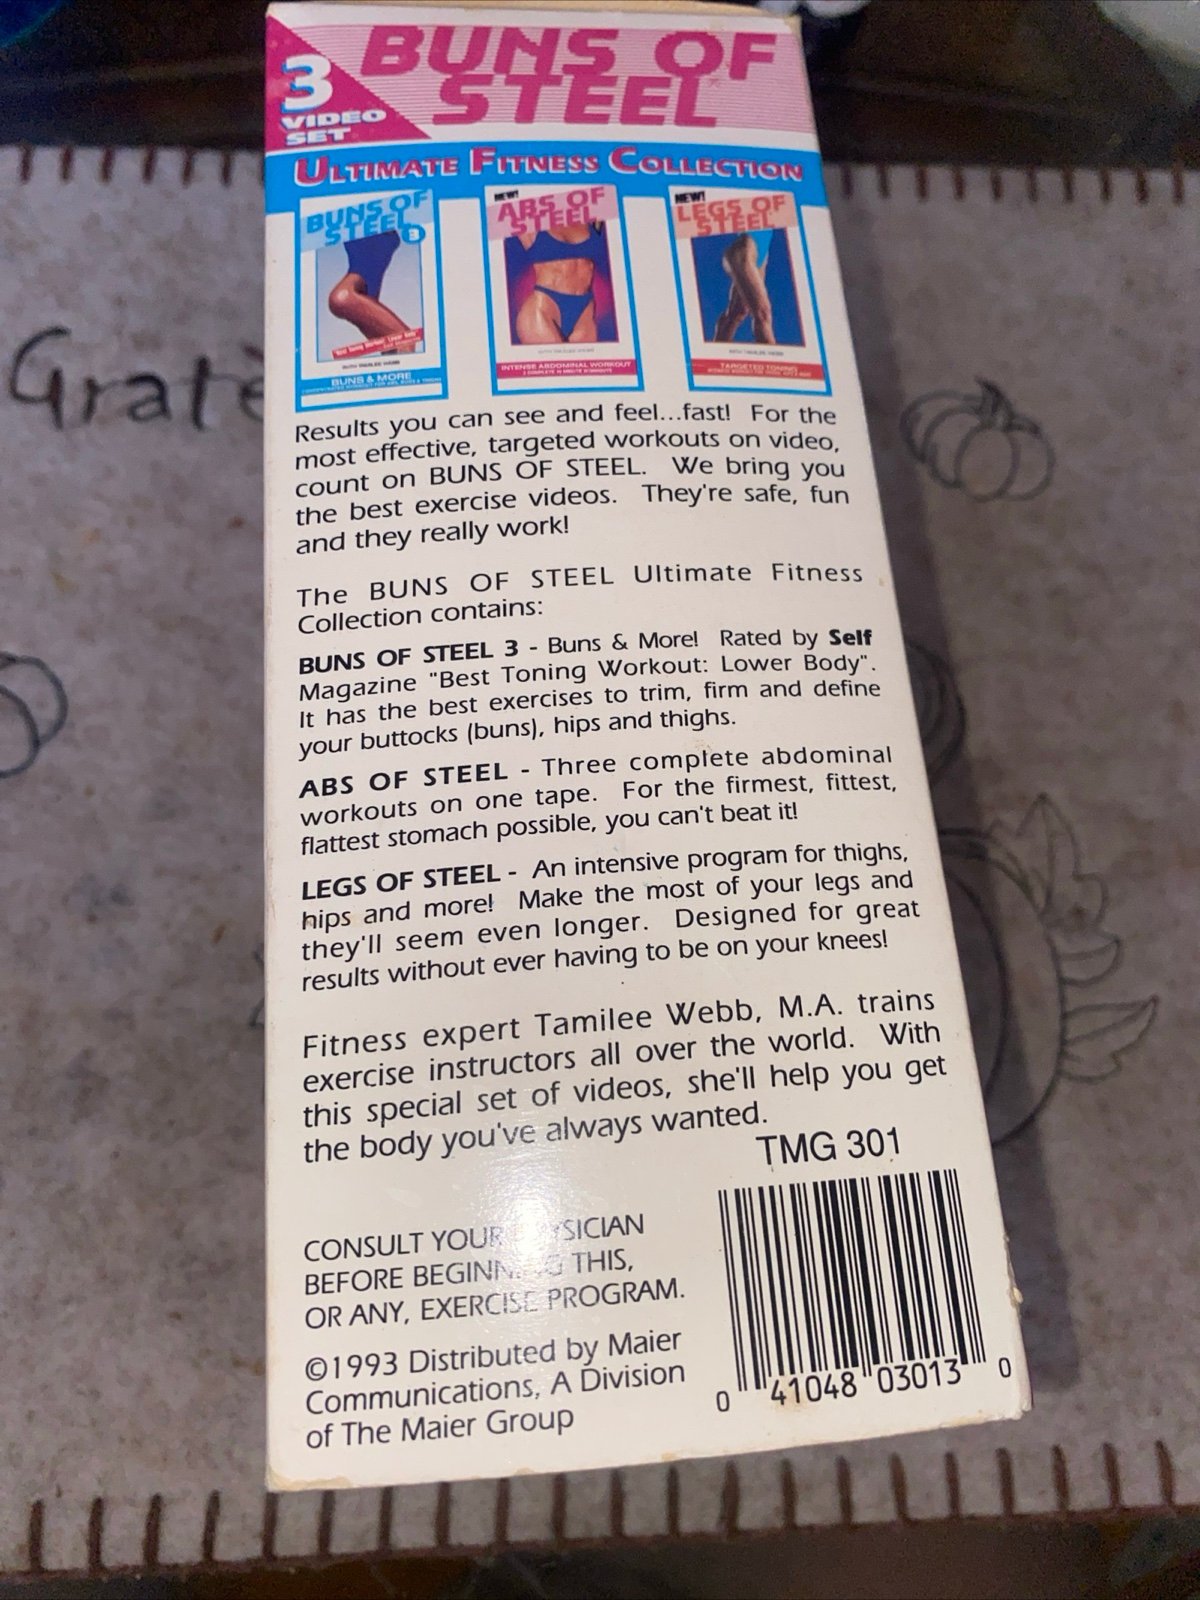 3
VIDEO
SET
BUNS OF
STEEL
ULTIMATE FITNESS COLLECTION
BUNS OF
STEEL 3
BUNS & MORE
NEW!
ABS OF
STEEL
INTENSE ABDOMINAL WORKOUT
NEW!
LEGS OF
STEEL
TARGETED TONING
Grate
Results you can see and feel...fast! For the
most effective, targeted workouts on video,
count on BUNS OF STEEL. We bring you
the best exercise videos. They're safe, fun
and they really work!
The BUNS OF STEEL Ultimate Fitness
Collection contains:
BUNS OF STEEL 3 - Buns & More! Rated by Self
Magazine "Best Toning Workout: Lower Body".
It has the best exercises to trim, firm and define
your buttocks (buns), hips and thighs.
ABS OF STEEL - Three complete abdominal
workouts on one tape. For the firmest, fittest,
flattest stomach possible, you can't beat it!
LEGS OF STEEL - An intensive program for thighs,
hips and more! Make the most of your legs and
they'll seem even longer. Designed for great
results without ever having to be on your knees!
Fitness expert Tamilee Webb, M.A. trains
exercise instructors all over the world. With
this special set of videos, she'll help you get
the body you've always wanted.
TMG 301
CONSULT YOUR PHYSICIAN
BEFORE BEGINNING THIS,
OR ANY, EXERCISE PROGRAM.
©1993 Distributed by Maier
Communications, A Division
of The Maier Group
0 41048 03013 0